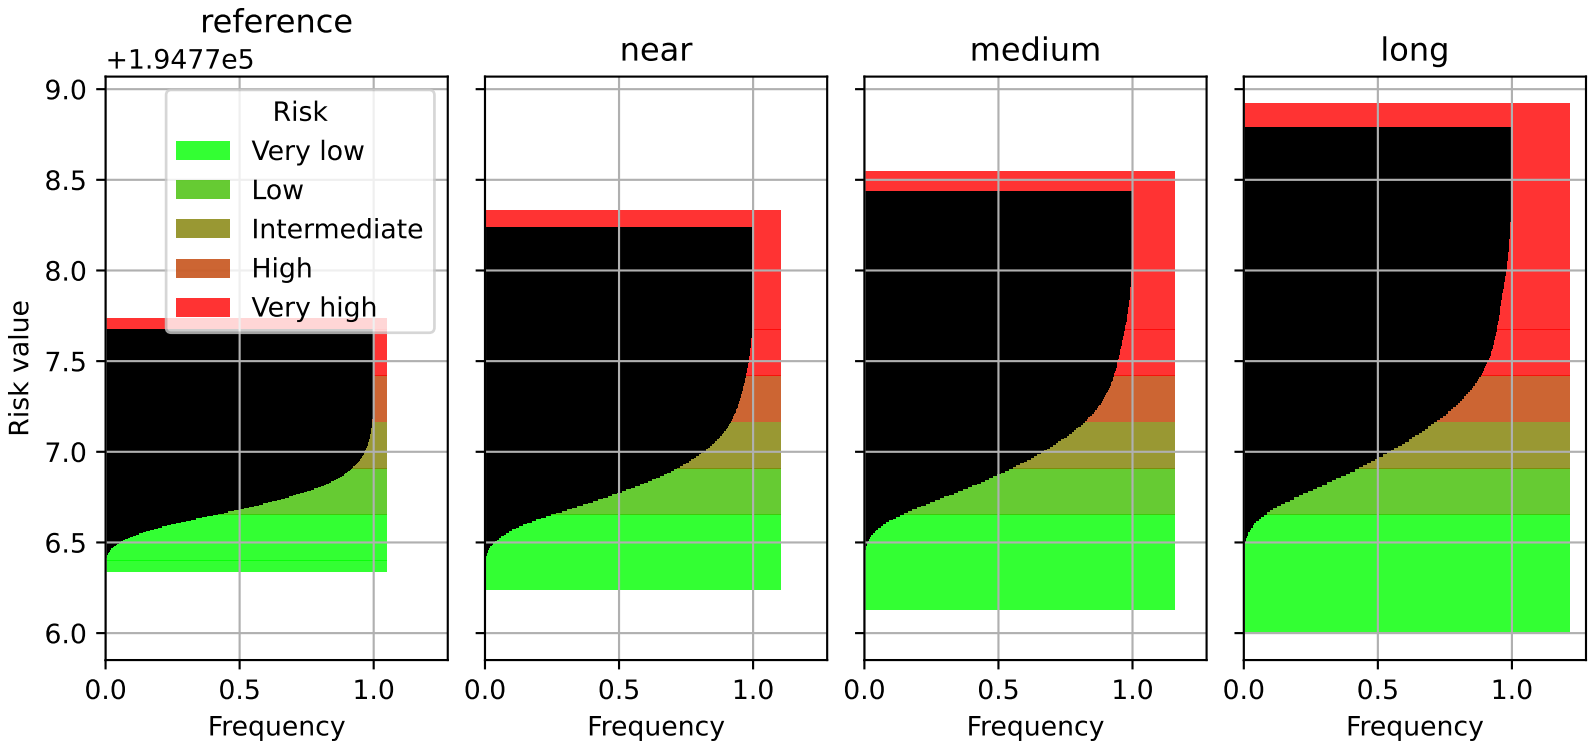 reference
near
medium
long
+1.9477e5
Risk value
9.0
8.5
8.0
7.5
7.0
6.5
6.0
Risk
Very low
Low
Intermediate
High
Very high
0.0 0.5 1.0
0.0 0.5 1.0
0.0 0.5 1.0
0.0 0.5 1.0
Frequency
Frequency
Frequency
Frequency